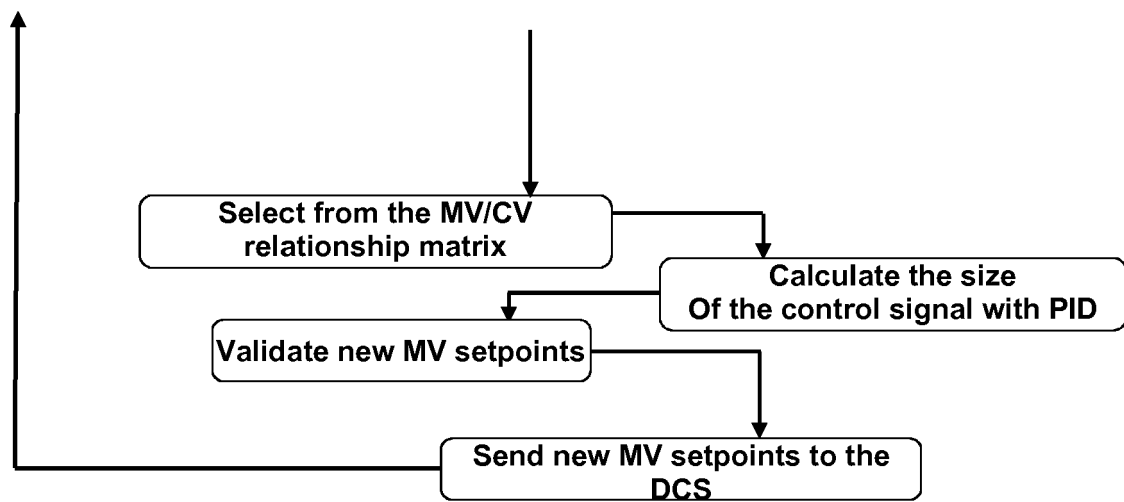 Select from the MV/CV
relationship matrix
Calculate the size
Of the control signal with PID
Validate new MV setpoints
Send new MV setpoints to the
DCS